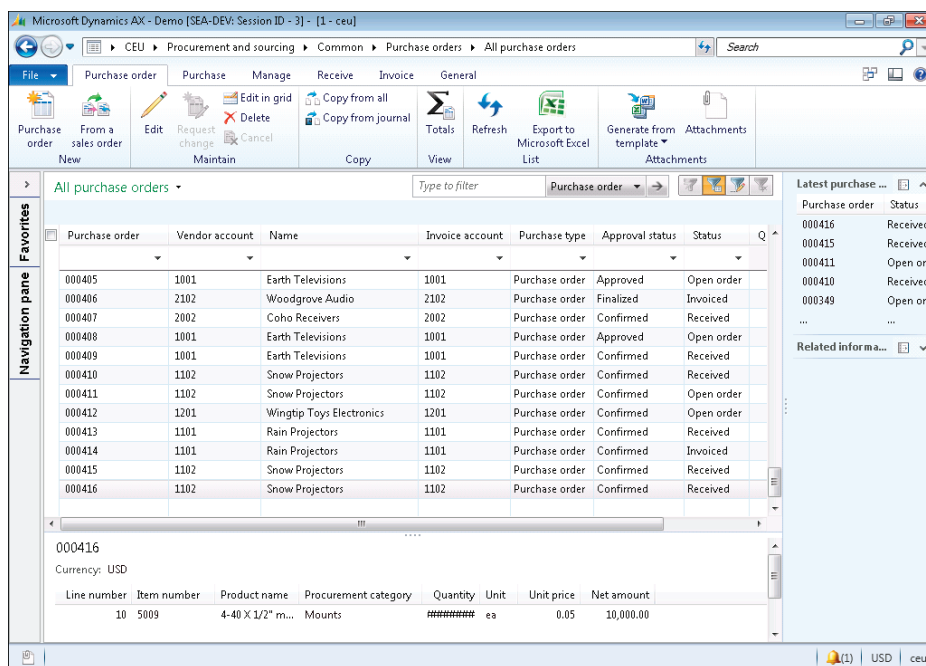 Microsoft Dynamics AX - Demo [SEA-DEV: Session ID - 3] - [1 - ceu]
CEU Procurement and sourcing Common Purchase orders All purchase orders Search
File Purchase order Purchase Manage Receive Invoice General
Purchase order From a sales order Edit Request change Edit in grid Delete Cancel Copy from all Copy from journal Totals Refresh Export to Microsoft Excel Generate from template Attachments
New Maintain Copy View List Attachments
Favorites
Navigation pane
All purchase orders Type to filter Purchase order
Purchase order Vendor account Name Invoice account Purchase type Approval status Status Q
000405 1001 Earth Televisions 1001 Purchase order Approved Open order
000406 2102 Woodgrove Audio 2102 Purchase order Finalized Invoiced
000407 2002 Coho Receivers 2002 Purchase order Confirmed Received
000408 1001 Earth Televisions 1001 Purchase order Approved Open order
000409 1001 Earth Televisions 1001 Purchase order Confirmed Received
000410 1102 Snow Projectors 1102 Purchase order Confirmed Received
000411 1102 Snow Projectors 1102 Purchase order Confirmed Open order
000412 1201 Wingtip Toys Electronics 1201 Purchase order Confirmed Open order
000413 1101 Rain Projectors 1101 Purchase order Confirmed Received
000414 1101 Rain Projectors 1101 Purchase order Confirmed Invoiced
000415 1102 Snow Projectors 1102 Purchase order Confirmed Received
000416 1102 Snow Projectors 1102 Purchase order Confirmed Received
000416
Currency: USD
Line number Item number Product name Procurement category Quantity Unit Unit price Net amount
10 5009 4-40 X 1/2" m... Mounts ######## ea 0.05 10,000.00
Latest purchase ...
Purchase order Status
000416 Received
000415 Received
000411 Open or
000410 Received
000349 Open or
... ...
Related informa...
(1) USD ceu